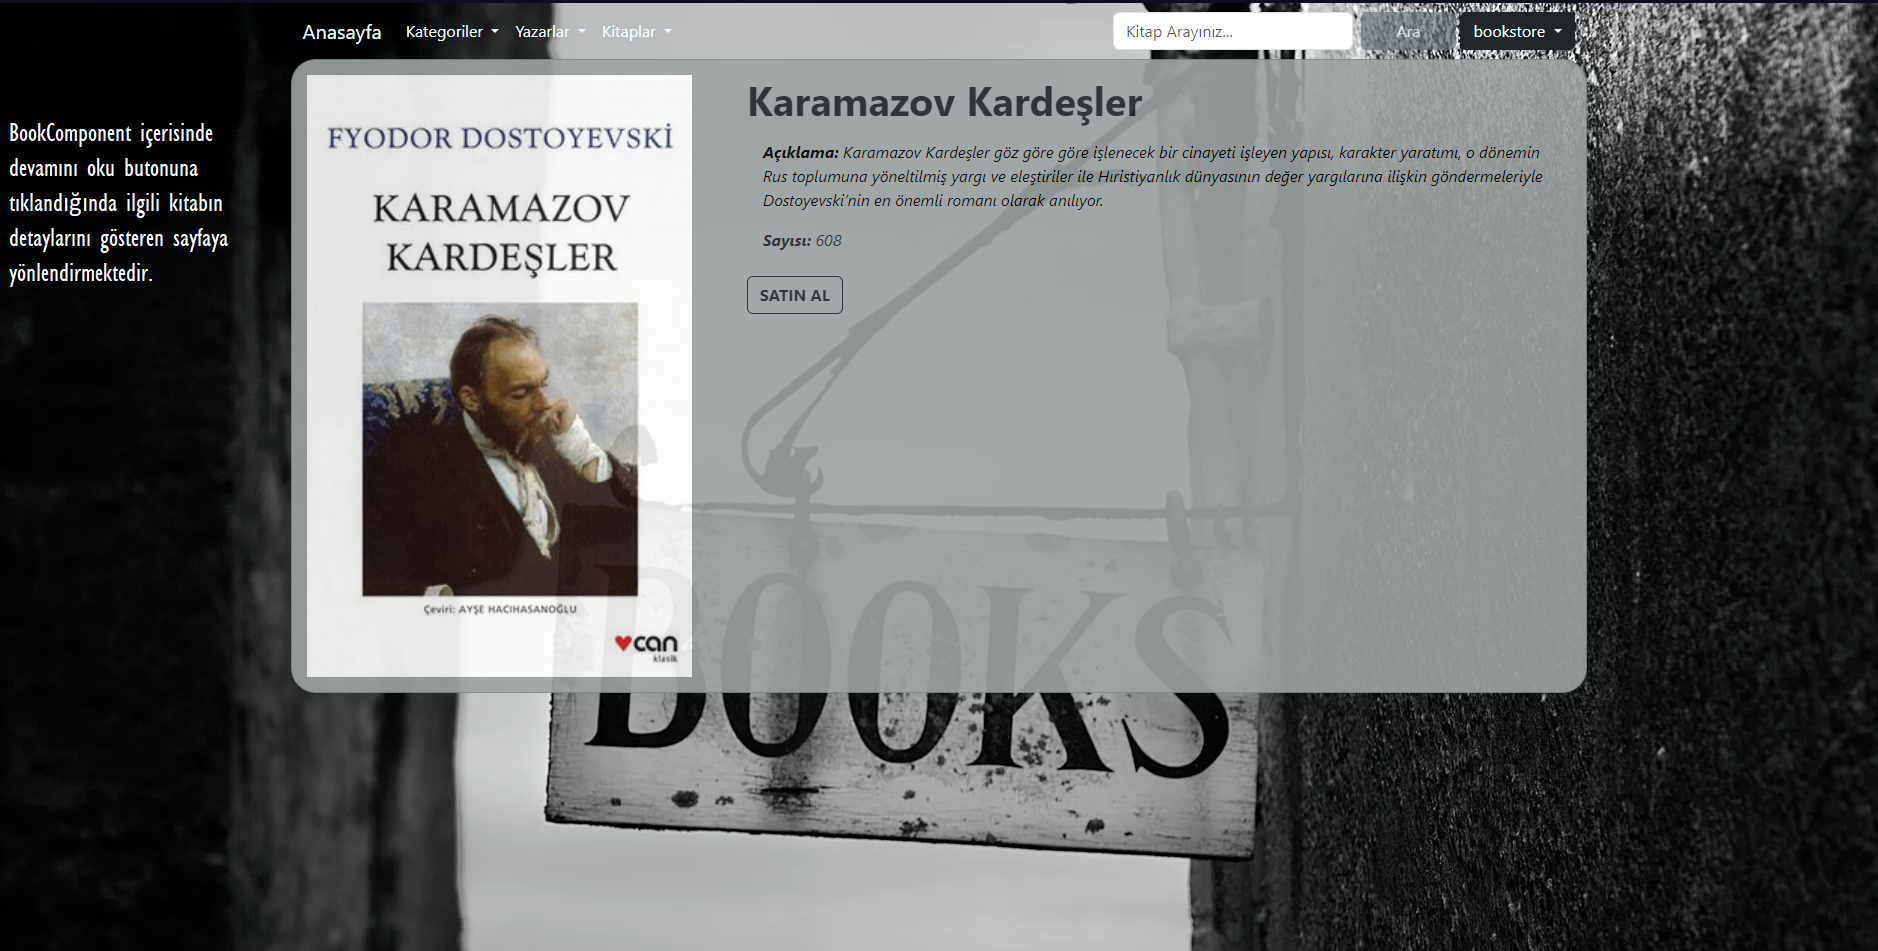 Anasayfa Kategoriler Yazarlar Kitaplar Kitap Arayınız... Ara bookstore
BookComponent içerisinde
devamını oku butonuna
tıklandığında ilgili kitabın
detaylarını gösteren sayfaya
yönlendirmektedir.
FYODOR DOSTOYEVSKİ
KARAMAZOV
KARDEŞLER
Çeviri: AYŞE HACIHASANOĞLU
can
klasik
Karamazov Kardeşler
Açıklama: Karamazov Kardeşler göz göre göre işlenecek bir cinayeti işleyen yapısı, karakter yaratımı, o dönemin
Rus toplumuna yöneltilmiş yargı ve eleştiriler ile Hıristiyanlık dünyasının değer yargılarına ilişkin göndermeleriyle
Dostoyevski'nin en önemli romanı olarak anılıyor.
Sayısı: 608
SATIN AL
BOOKS